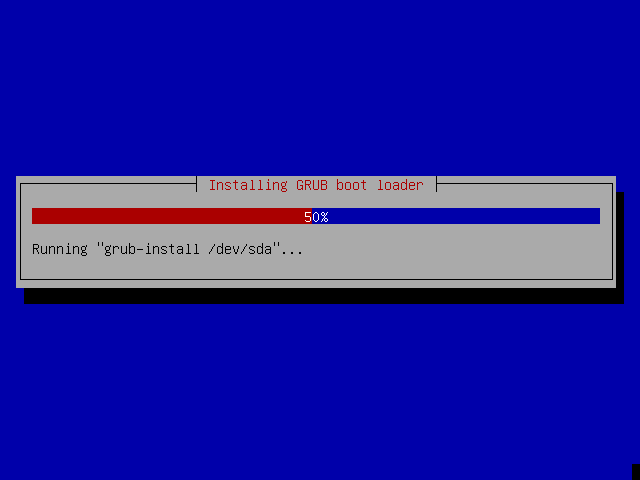 Installing GRUB boot loader
50%
Running "grub-install /dev/sda"...